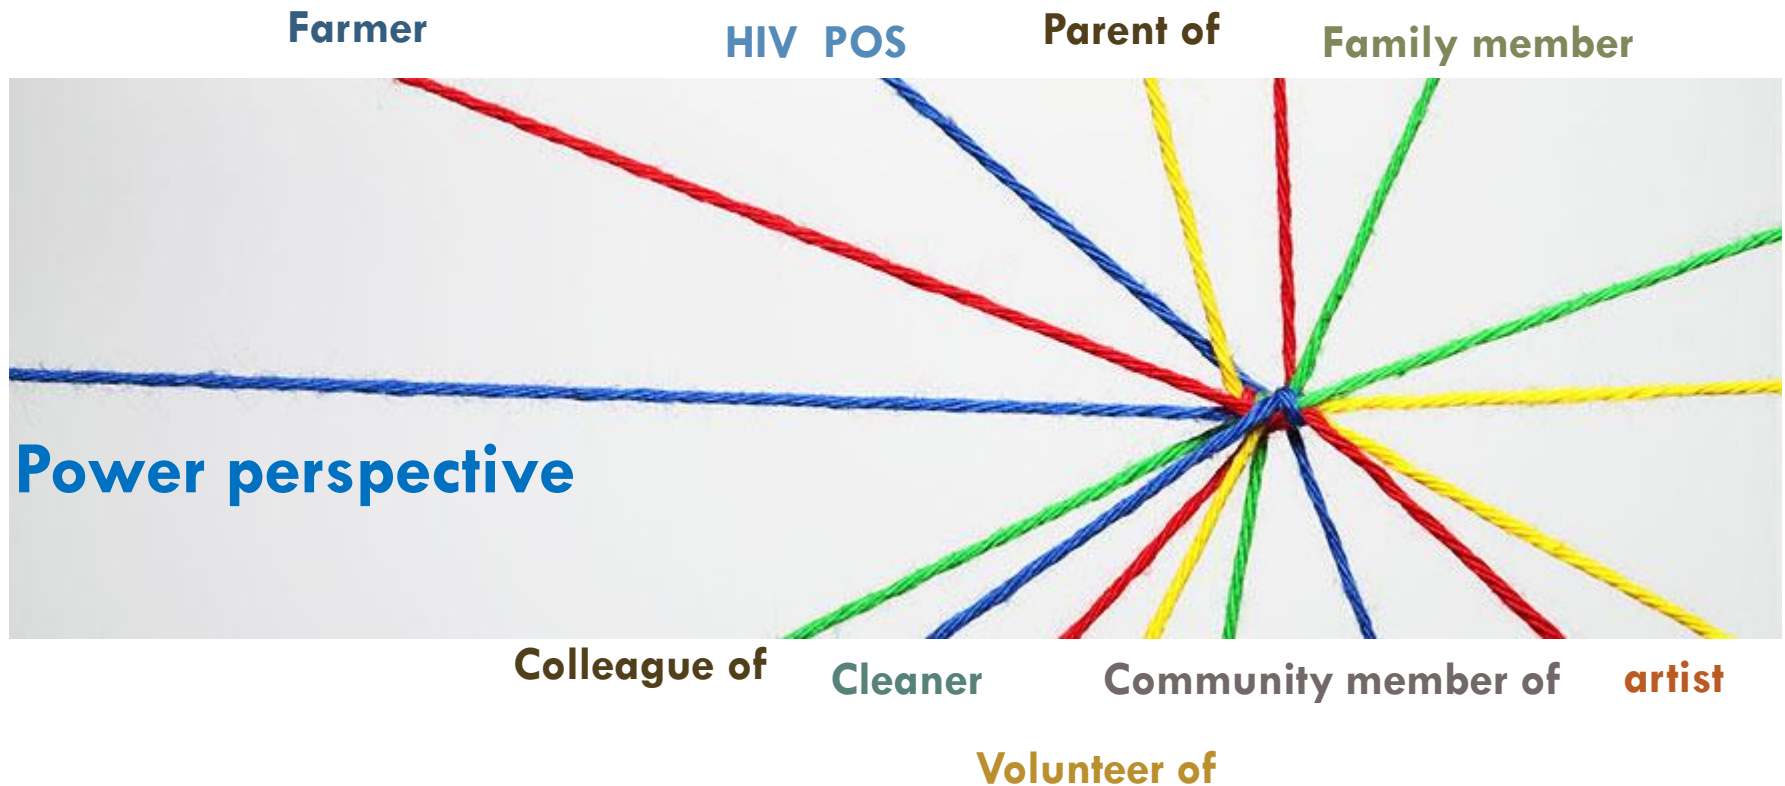 Farmer
HIV POS
Parent of
Family member
Power perspective
Colleague of
Cleaner
Community member of
artist
Volunteer of